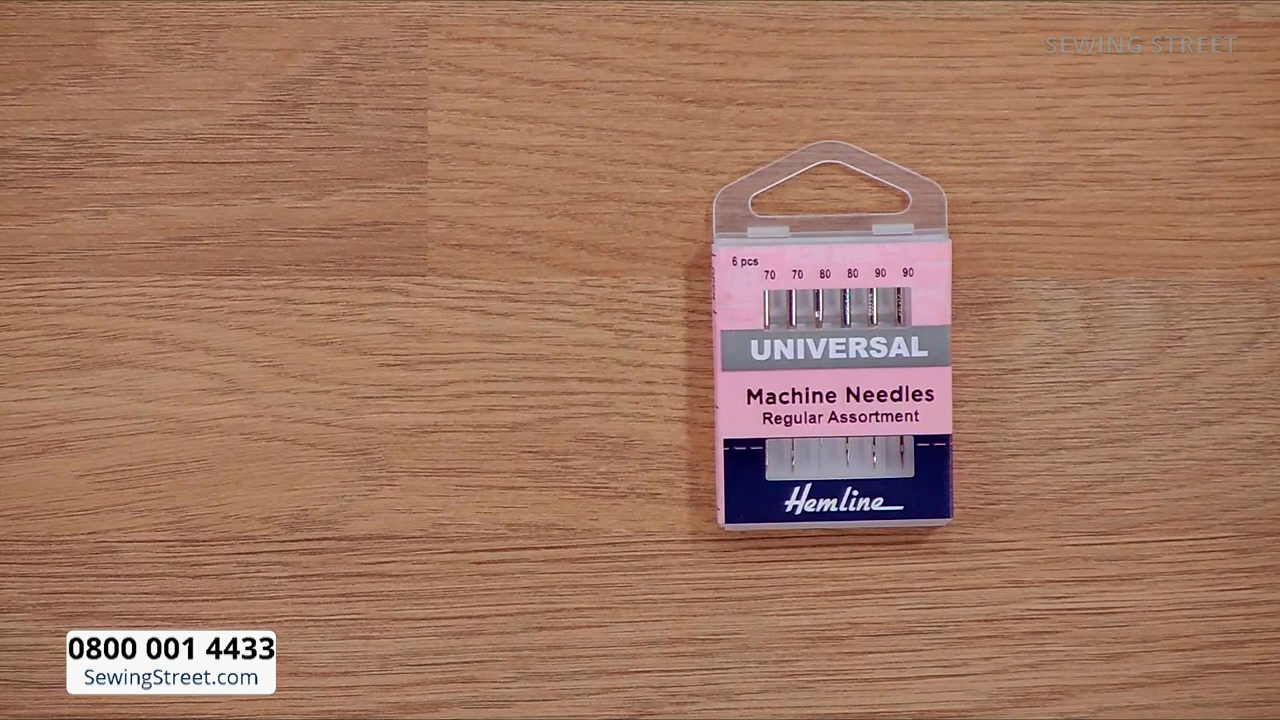 SEWING STREET
6 pcs
70 70 80 80 90 90
UNIVERSAL
Machine Needles
Regular Assortment
Hemline
0800 001 4433
SewingStreet.com